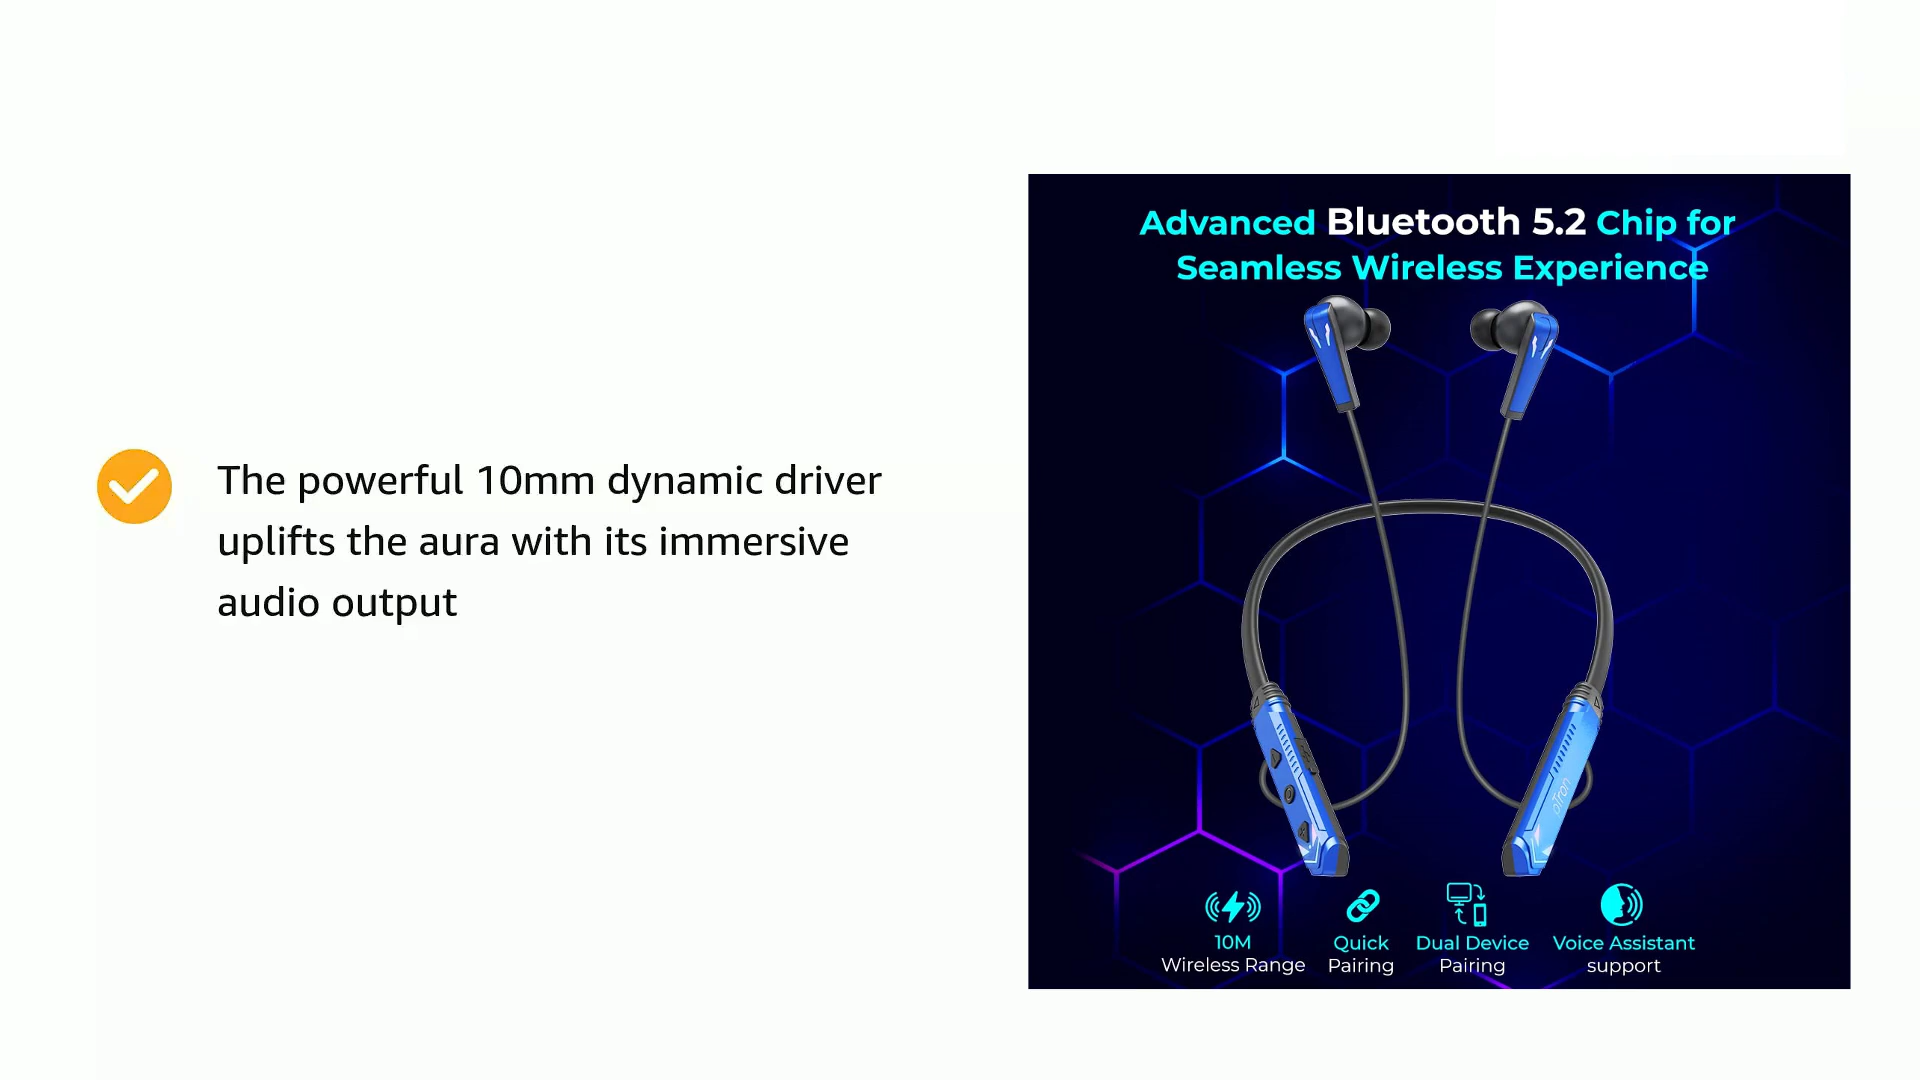 The powerful 10mm dynamic driver
uplifts the aura with its immersive
audio output
Advanced Bluetooth 5.2 Chip for
Seamless Wireless Experience
pTron
10M
Wireless Range
Quick
Pairing
Dual Device
Pairing
Voice Assistant
support